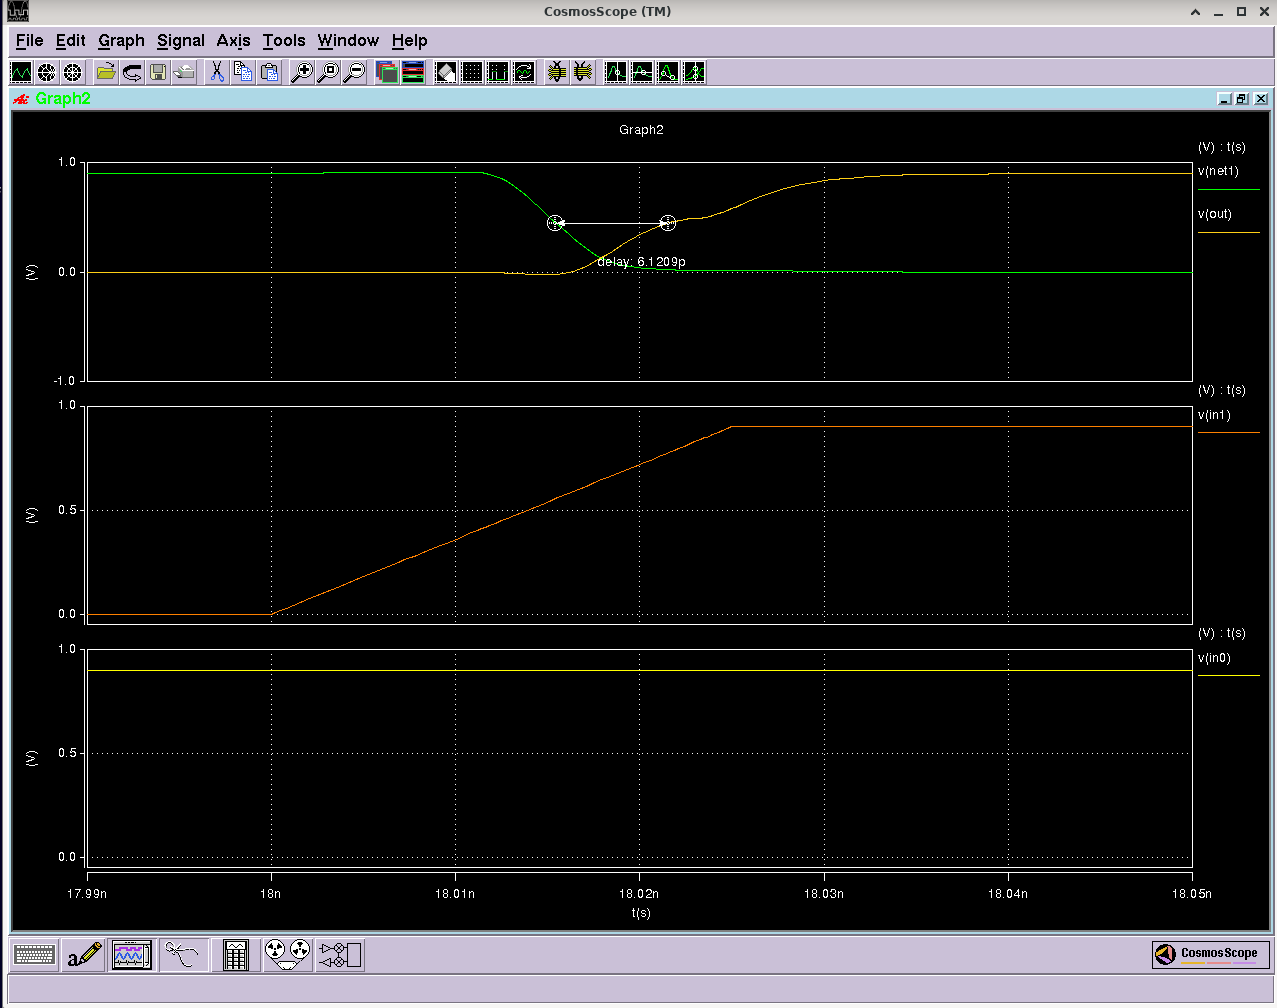 CosmosScope (TM)
File Edit Graph Signal Axis Tools Window Help
Graph2
Graph2
(V) : t(s)
1.0
v(net1)
v(out)
(V)
0.0
delay: 6.1209p
-1.0
(V) : t(s)
1.0
v(in1)
(V)
0.5
0.0
(V) : t(s)
1.0
v(in0)
(V)
0.5
0.0
17.99n 18n 18.01n 18.02n 18.03n 18.04n 18.05n
t(s)
a
CosmosScope